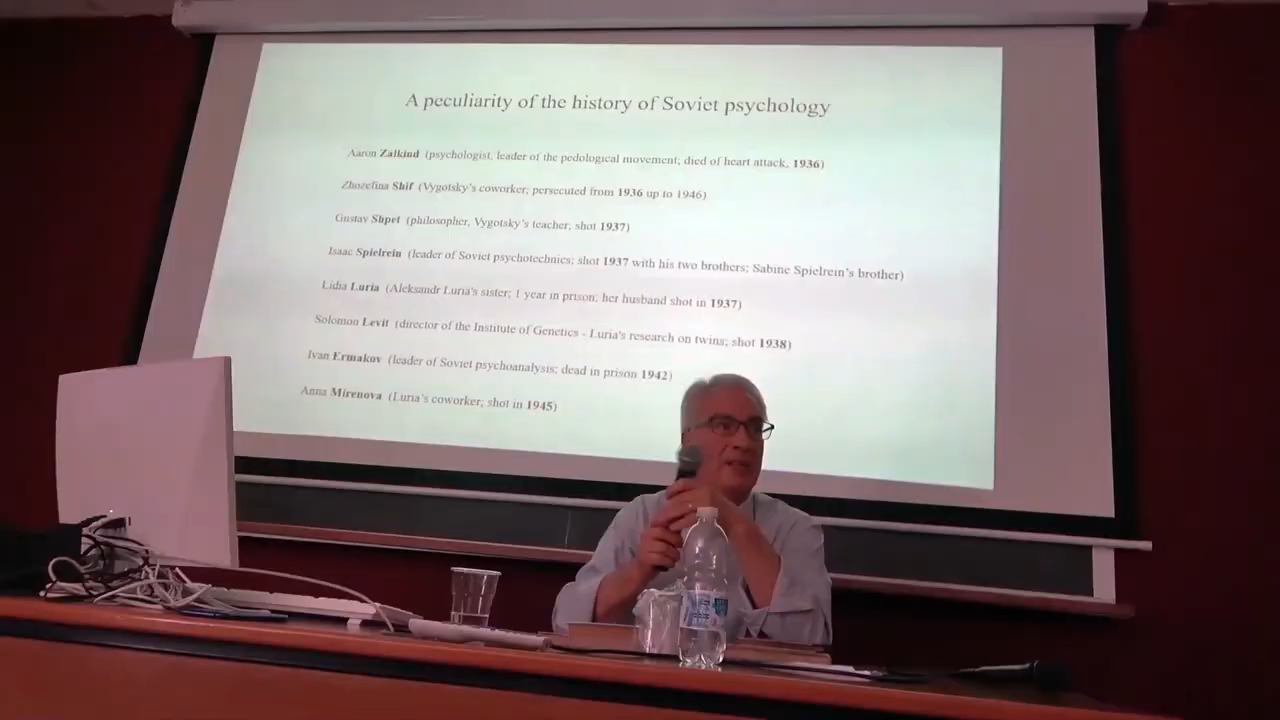 A peculiarity of the history of Soviet psychology
Aaron Zalkind (psychologist, leader of the pedological movement; died of heart attack, 1936)
Zhozefina Shif (Vygotsky's coworker; persecuted from 1936 up to 1946)
Gustav Shpet (philosopher, Vygotsky's teacher; shot 1937)
Isaac Spielrein (leader of Soviet psychotechnics; shot 1937 with his two brothers; Sabine Spielrein's brother)
Lidia Luria (Aleksandr Luria's sister; 1 year in prison; her husband shot in 1937)
Solomon Levit (director of the Institute of Genetics - Luria's research on twins; shot 1938)
Ivan Ermakov (leader of Soviet psychoanalysis; dead in prison 1942)
Anna Mirenova (Luria's coworker; shot in 1945)